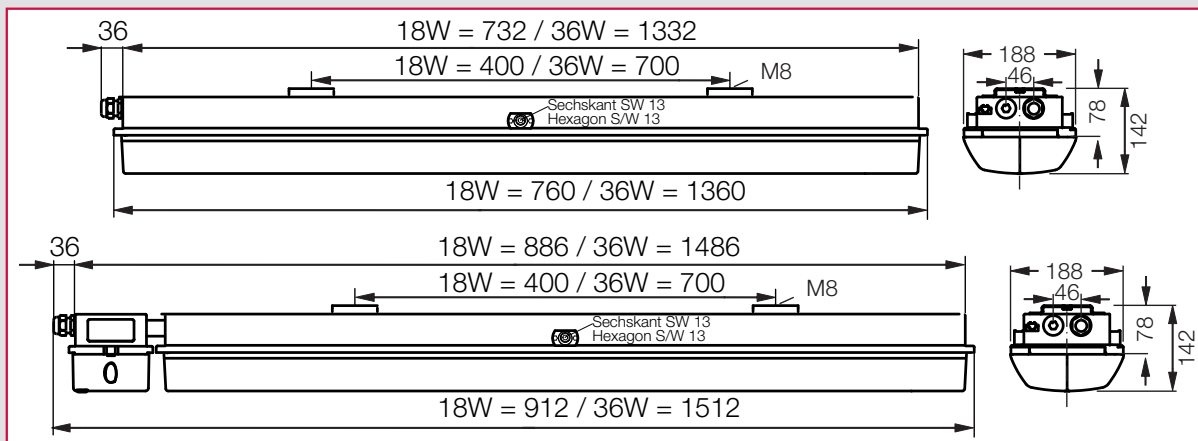 36
18W = 732 / 36W = 1332
18W = 400 / 36W = 700
M8
Sechskant SW 13
Hexagon S/W 13
18W = 760 / 36W = 1360
188
46
78
142
36
18W = 886 / 36W = 1486
18W = 400 / 36W = 700
M8
Sechskant SW 13
Hexagon S/W 13
18W = 912 / 36W = 1512
188
46
78
142